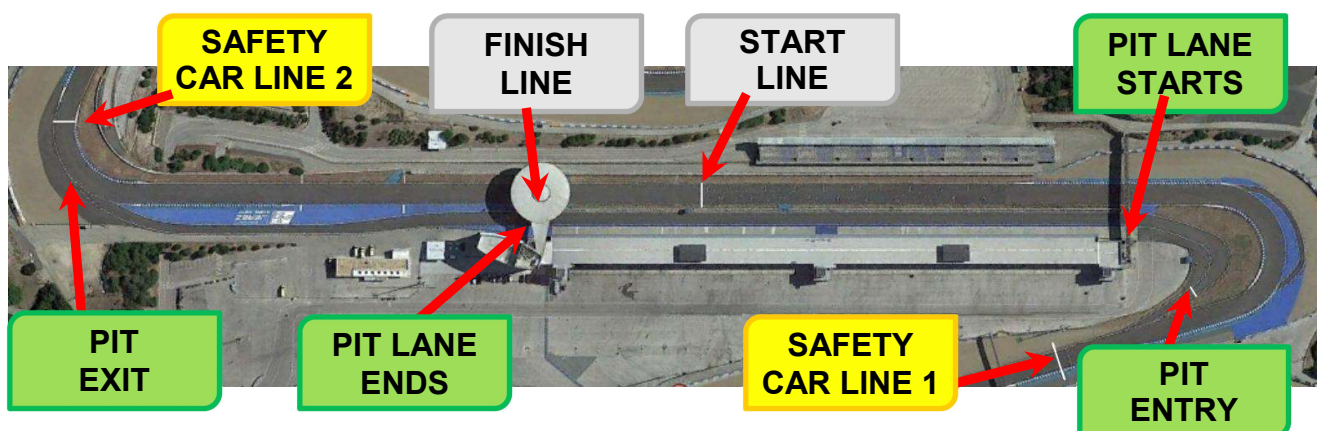 SAFETY
CAR LINE 2
FINISH
LINE
START
LINE
PIT LANE
STARTS
PIT
EXIT
PIT LANE
ENDS
SAFETY
CAR LINE 1
PIT
ENTRY